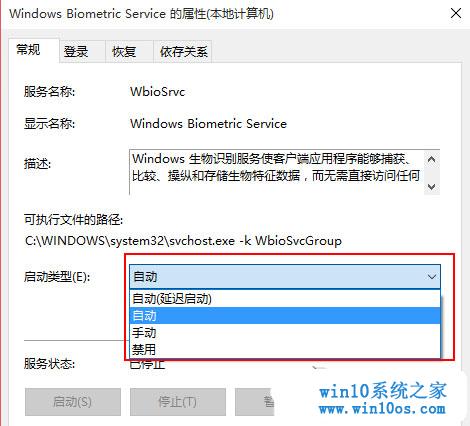 Windows Biometric Service 的属性(本地计算机)
常规 登录 恢复 依存关系
服务名称: WbioSrvc
显示名称: Windows Biometric Service
描述: Windows 生物识别服务使客户端应用程序能够捕获、
比较、操纵和存储生物特征数据，而无需直接访问任何
可执行文件的路径:
C:\WINDOWS\system32\svchost.exe -k WbioSvcGroup
启动类型(E): 自动
自动(延迟启动)
自动
手动
禁用
服务状态: 已停止
启动(S) 停止(T)
win10系统之家
www.win10os.com